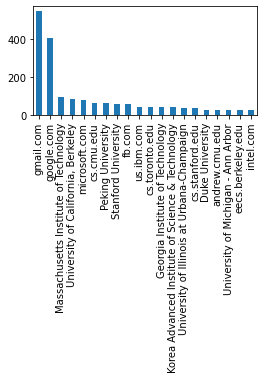 400
200
0
gmail.com
google.com
Massachusetts Institute of Technology
University of California, Berkeley
microsoft.com
cs.cmu.edu
Peking University
Stanford University
fb.com
us.ibm.com
cs.toronto.edu
Georgia Institute of Technology
Korea Advanced Institute of Science & Technology
University of Illinois at Urbana-Champaign
cs.stanford.edu
Duke University
andrew.cmu.edu
University of Michigan - Ann Arbor
eecs.berkeley.edu
intel.com